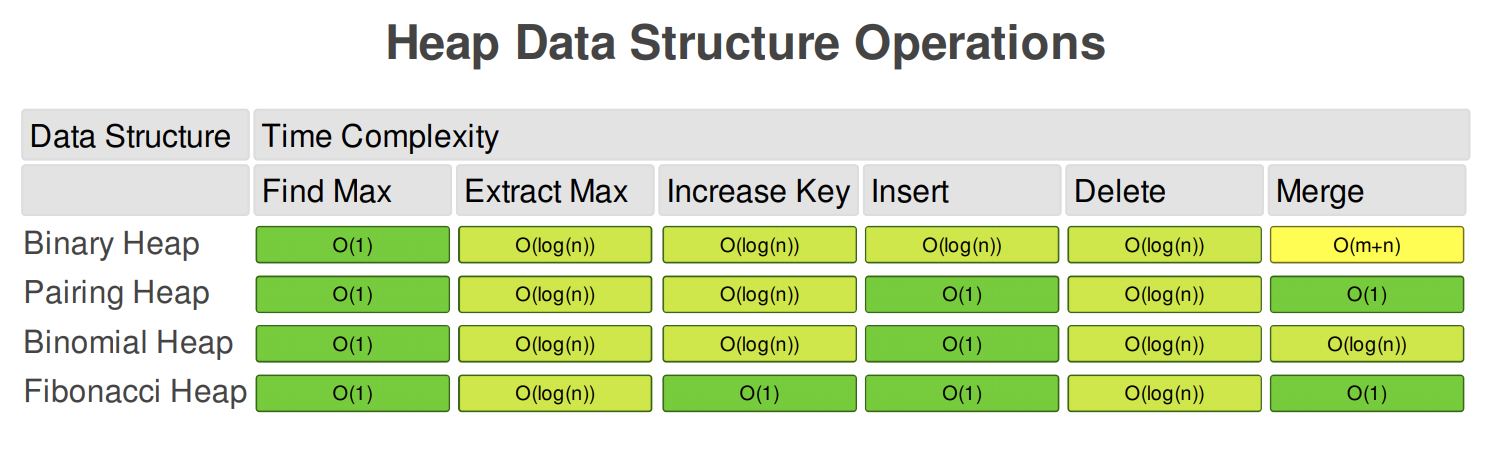 Heap Data Structure Operations
Data Structure Time Complexity
Find Max Extract Max Increase Key Insert Delete Merge
Binary Heap O(1) O(log(n)) O(log(n)) O(log(n)) O(log(n)) O(m+n)
Pairing Heap O(1) O(log(n)) O(log(n)) O(1) O(log(n)) O(1)
Binomial Heap O(1) O(log(n)) O(log(n)) O(1) O(log(n)) O(log(n))
Fibonacci Heap O(1) O(log(n)) O(1) O(1) O(log(n)) O(1)